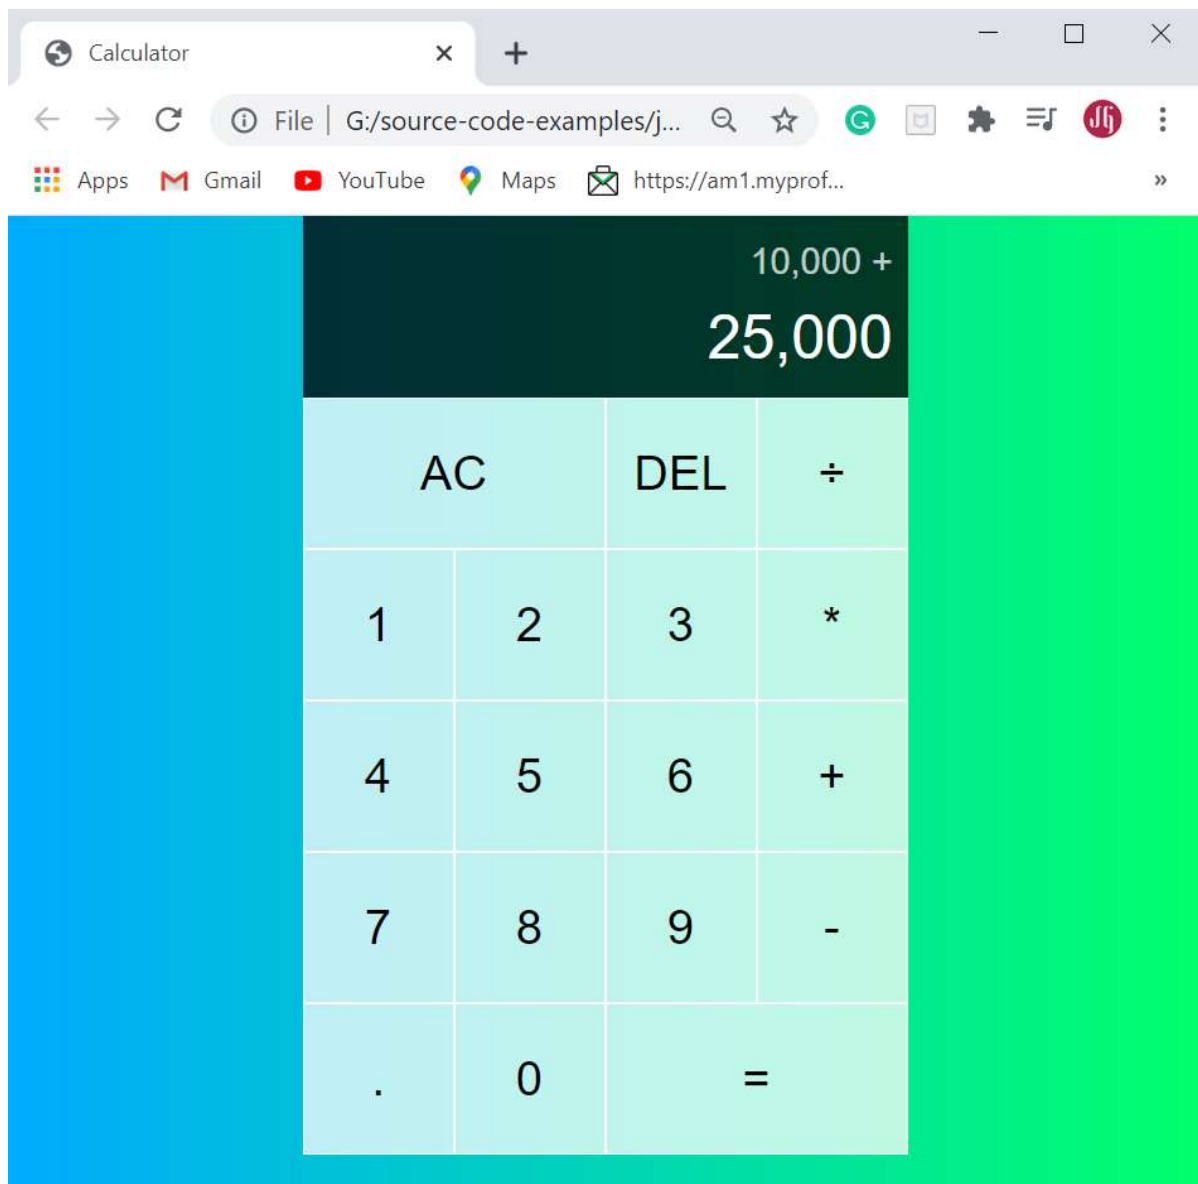 Calculator
File G:/source-code-examples/j...
Apps Gmail YouTube Maps https://am1.myprof...
10,000 +
25,000
AC DEL ÷
1 2 3 *
4 5 6 +
7 8 9 -
. 0 =